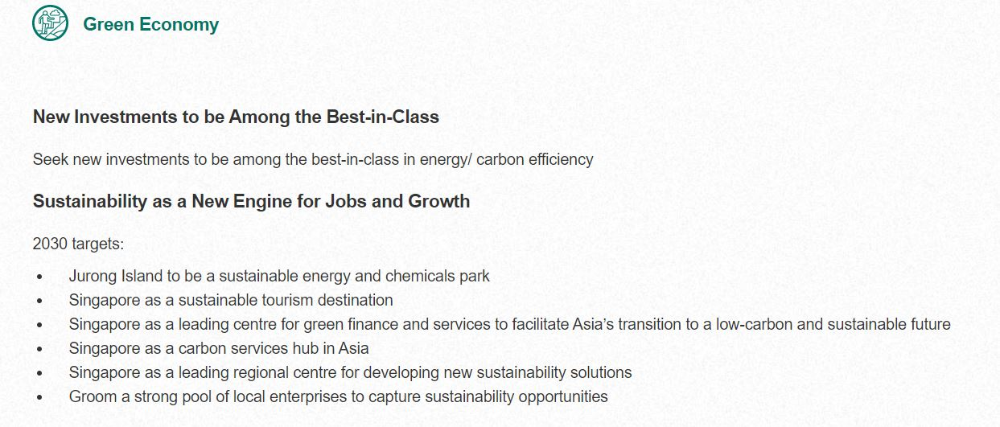 Green Economy
New Investments to be Among the Best-in-Class
Seek new investments to be among the best-in-class in energy/ carbon efficiency
Sustainability as a New Engine for Jobs and Growth
2030 targets:
• Jurong Island to be a sustainable energy and chemicals park
• Singapore as a sustainable tourism destination
• Singapore as a leading centre for green finance and services to facilitate Asia’s transition to a low-carbon and sustainable future
• Singapore as a carbon services hub in Asia
• Singapore as a leading regional centre for developing new sustainability solutions
• Groom a strong pool of local enterprises to capture sustainability opportunities